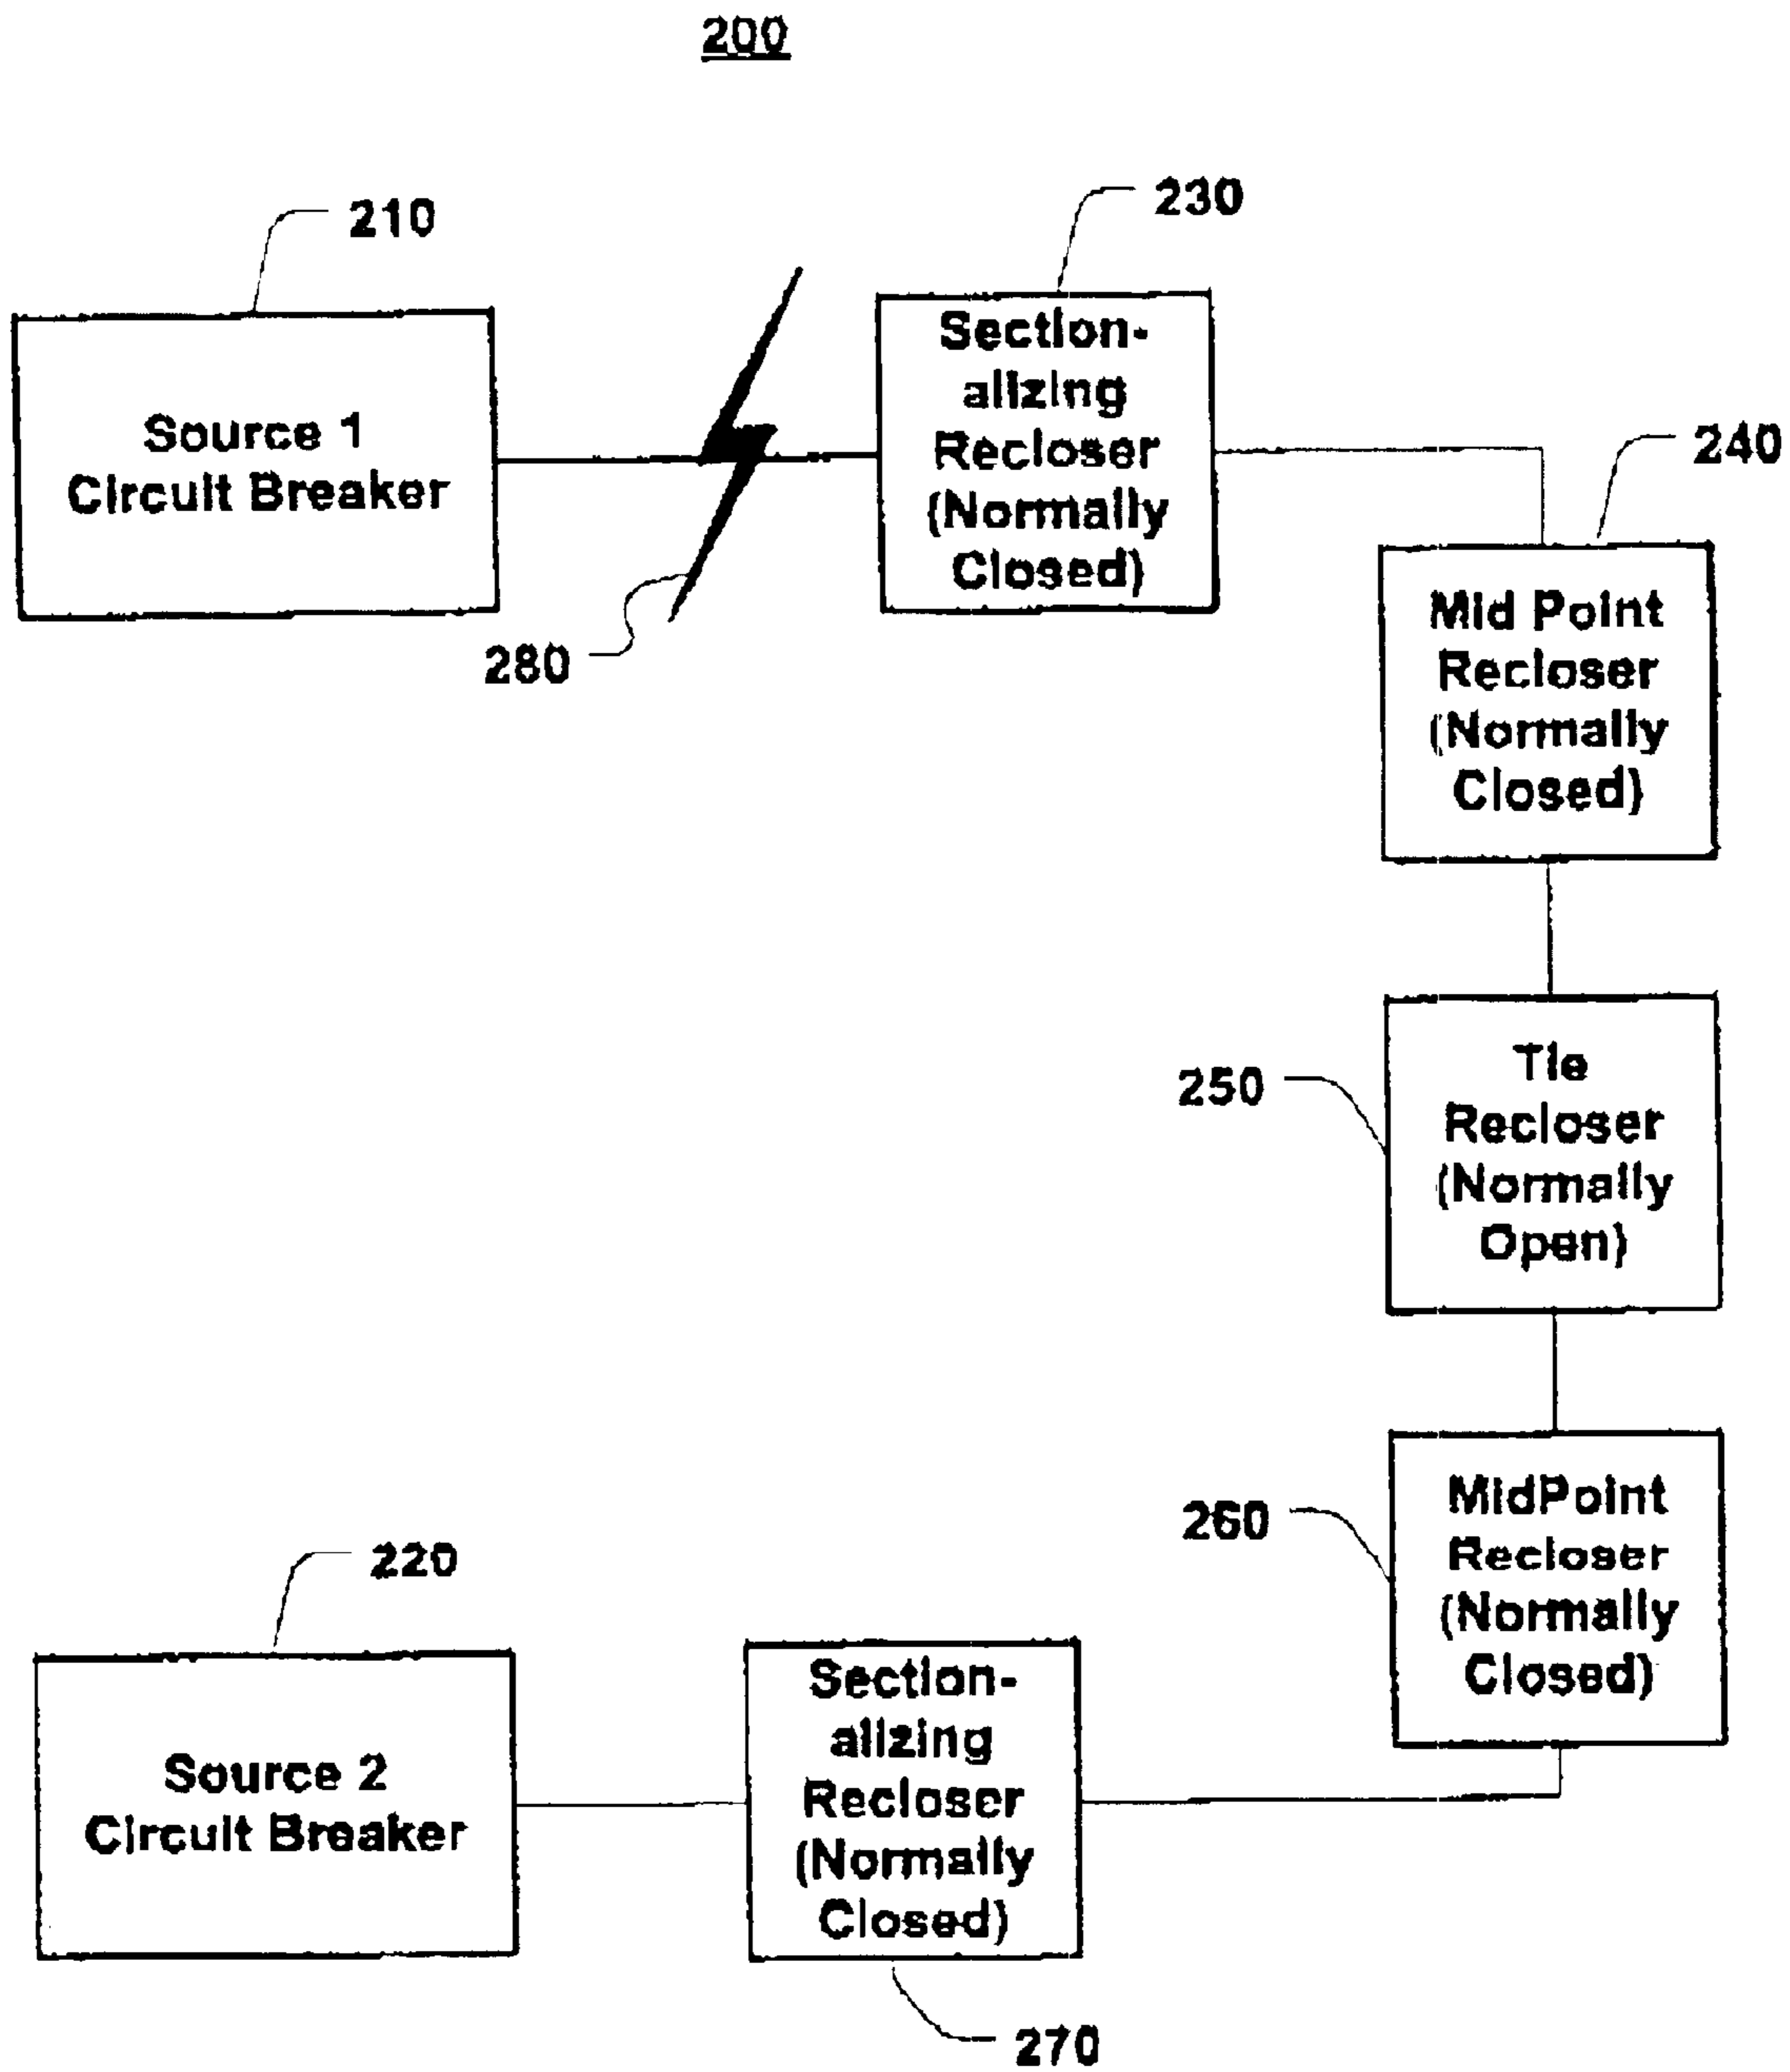 200
210
230
Source 1
Circuit Breaker
Section-
alizing
Recloser
(Normally
Closed)
240
280
Mid Point
Recloser
(Normally
Closed)
250
Tie
Recloser
(Normally
Open)
260
MidPoint
Recloser
(Normally
Closed)
220
Source 2
Circuit Breaker
Section-
alizing
Recloser
(Normally
Closed)
270